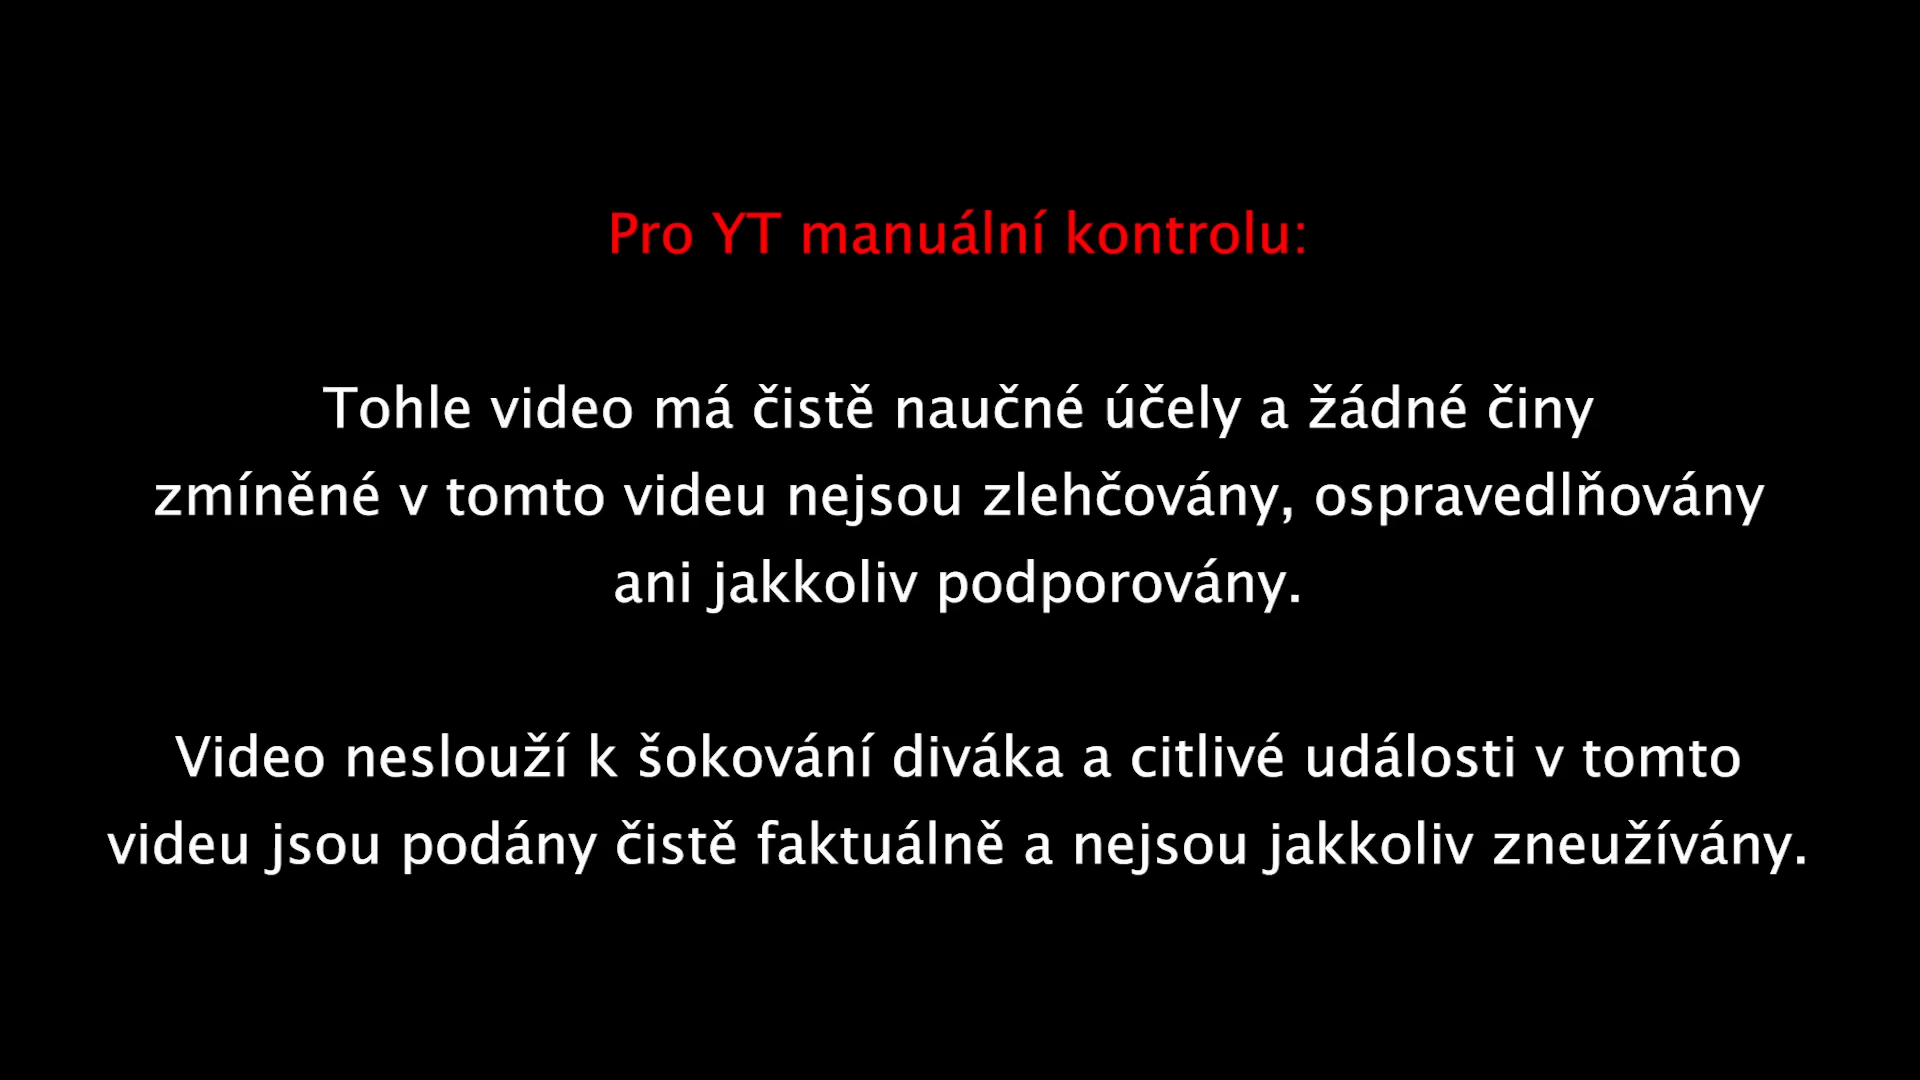 Pro YT manuální kontrolu:
Tohle video má čistě naučné účely a žádné činy
zmíněné v tomto videu nejsou zlehčovány, ospravedlňovány
ani jakkoliv podporovány.
Video neslouží k šokování diváka a citlivé události v tomto
videu jsou podány čistě faktuálně a nejsou jakkoliv zneužívány.